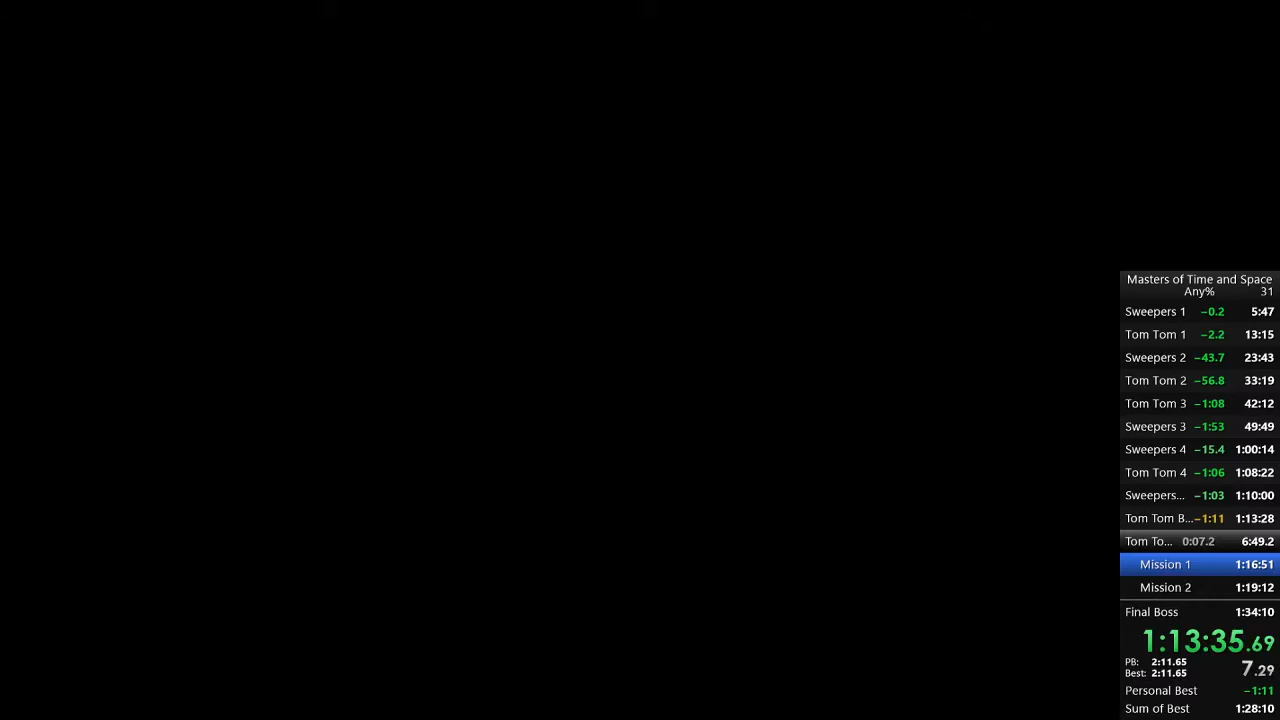 Masters of Time and Space
Any% 31
Sweepers 1 −0.2 5:47
Tom Tom 1 −2.2 13:15
Sweepers 2 −43.7 23:43
Tom Tom 2 −56.8 33:19
Tom Tom 3 −1:08 42:12
Sweepers 3 −1:53 49:49
Sweepers 4 −15.4 1:00:14
Tom Tom 4 −1:06 1:08:22
Sweepers... −1:03 1:10:00
Tom Tom B... −1:11 1:13:28
Tom To... 0:07.2 6:49.2
Mission 1 1:16:51
Mission 2 1:19:12
Final Boss 1:34:10
1:13:35.69
PB: 2:11.65 7.29
Best: 2:11.65
Personal Best −1:11
Sum of Best 1:28:10